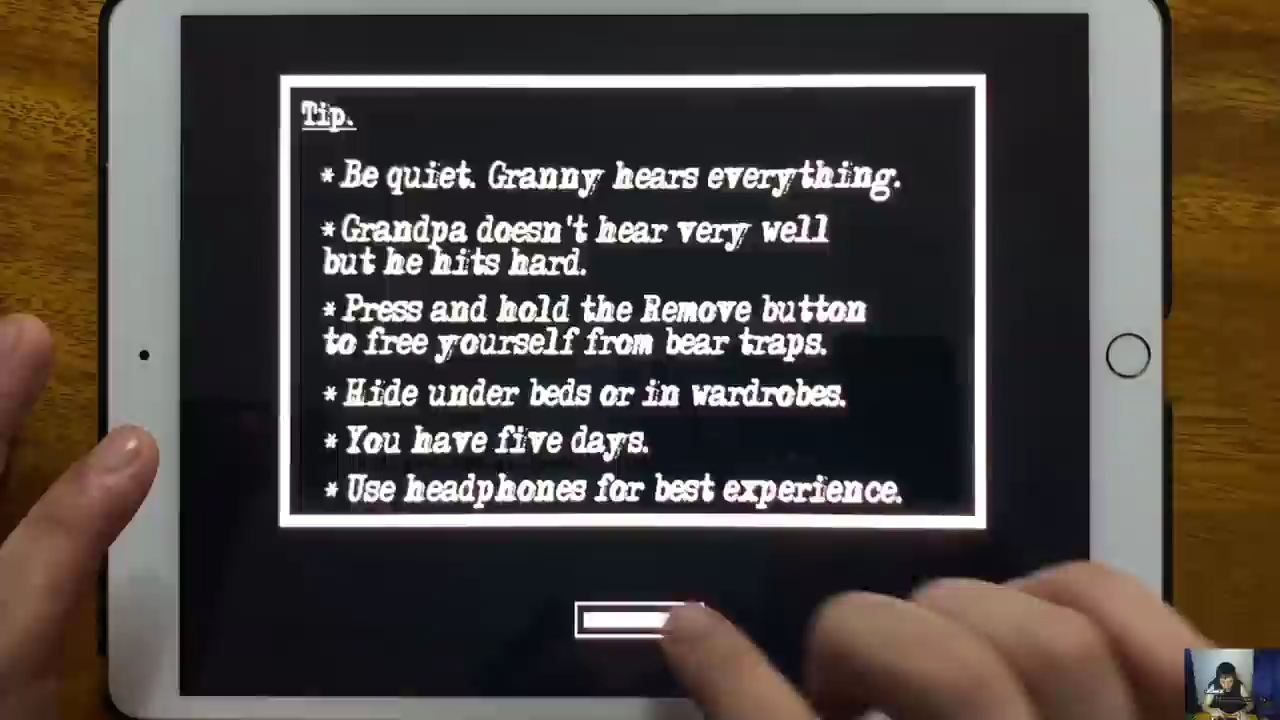 Tip.
* Be quiet. Granny hears everything.
* Grandpa doesn't hear very well
but he hits hard.
* Press and hold the Remove button
to free yourself from bear traps.
* Hide under beds or in wardrobes.
* You have five days.
* Use headphones for best experience.